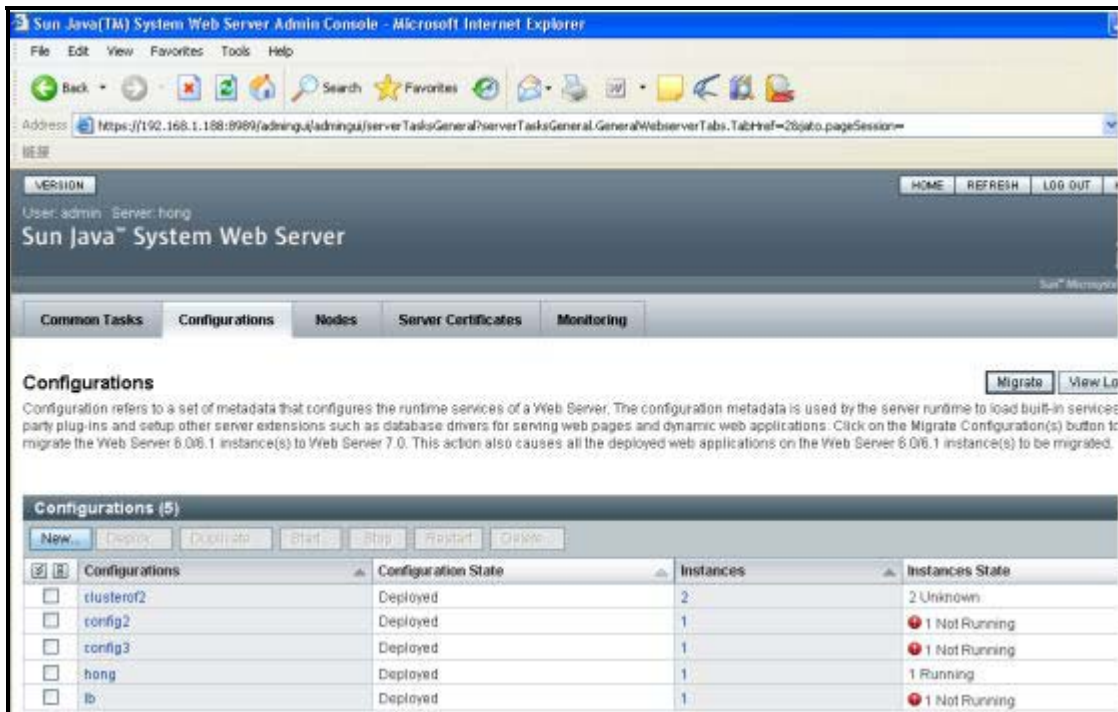 Sun Java(TM) System Web Server Admin Console - Microsoft Internet Explorer
File Edit View Favorites Tools Help
Back Search Favorites
Address https://192.168.1.188:8989/admingui/admingui/serverTasksGeneral?serverTasksGeneral.GeneralWebserverTabs.TabHref=2&jato.pageSession=
链接
VERSION HOME REFRESH LOG OUT
User: admin Server: hong
Sun Java™ System Web Server
Sun™ Microsyste
Common Tasks Configurations Nodes Server Certificates Monitoring
Configurations Migrate View Lo
Configuration refers to a set of metadata that configures the runtime services of a Web Server. The configuration metadata is used by the server runtime to load built-in services
party plug-ins and setup other server extensions such as database drivers for serving web pages and dynamic web applications. Click on the Migrate Configuration(s) button to
migrate the Web Server 6.0/6.1 instance(s) to Web Server 7.0. This action also causes all the deployed web applications on the Web Server 6.0/6.1 instance(s) to be migrated.
Configurations (5)
New... Deploy... Duplicate... Start... Stop Restart Delete...
Configurations Configuration State Instances Instances State
clusterof2 Deployed 2 2 Unknown
config2 Deployed 1 1 Not Running
config3 Deployed 1 1 Not Running
hong Deployed 1 1 Running
lb Deployed 1 1 Not Running